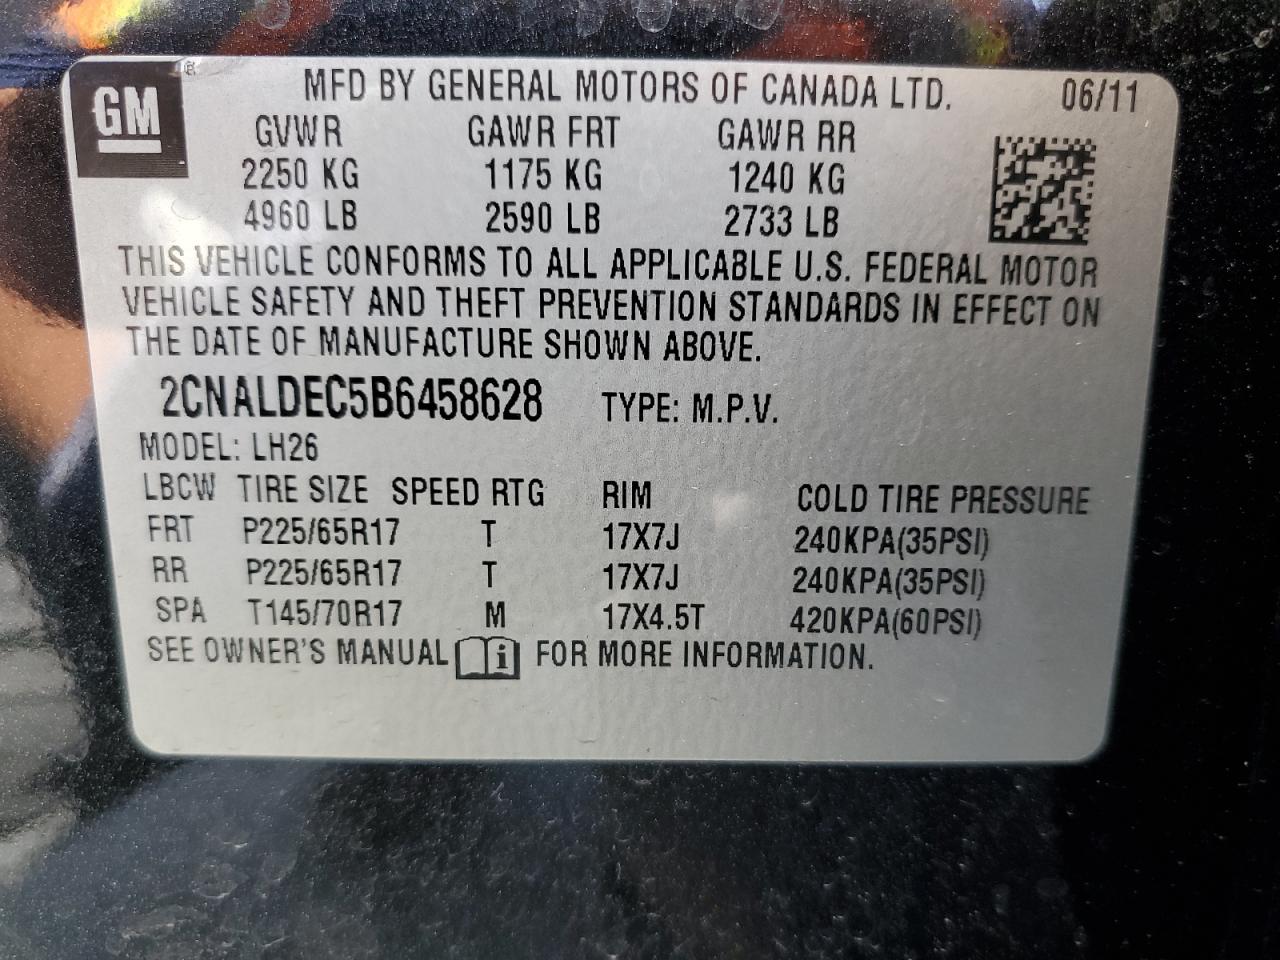 GM
MFD BY GENERAL MOTORS OF CANADA LTD. 06/11
GVWR GAWR FRT GAWR RR
2250 KG 1175 KG 1240 KG
4960 LB 2590 LB 2733 LB
THIS VEHICLE CONFORMS TO ALL APPLICABLE U.S. FEDERAL MOTOR
VEHICLE SAFETY AND THEFT PREVENTION STANDARDS IN EFFECT ON
THE DATE OF MANUFACTURE SHOWN ABOVE.
2CNALDEC5B6458628 TYPE: M.P.V.
MODEL: LH26
LBCW TIRE SIZE SPEED RTG RIM COLD TIRE PRESSURE
FRT P225/65R17 T 17X7J 240KPA(35PSI)
RR P225/65R17 T 17X7J 240KPA(35PSI)
SPA T145/70R17 M 17X4.5T 420KPA(60PSI)
SEE OWNER'S MANUAL i FOR MORE INFORMATION.